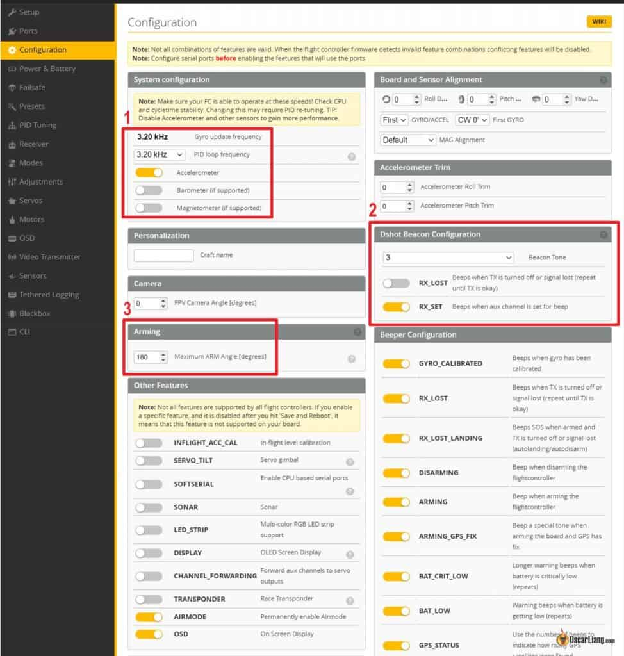 Setup
Ports
Configuration
Power & Battery
Failsafe
Presets
PID Tuning
Receiver
Modes
Adjustments
Servos
Motors
OSD
Video Transmitter
Sensors
Tethered Logging
Blackbox
CLI
Configuration
WIKI
Note: Not all combinations of features are valid. When the flight controller firmware detects invalid feature combinations conflicting features will be disabled.
Note: Configure serial ports before enabling the features that will use the ports
System configuration
Note: Make sure your FC is able to operate at these speeds! Check CPU
and cycletime stability. Changing this may require PID re-tuning. TIP:
Disable Accelerometer and other sensors to gain more performance.
1
3.20 kHz Gyro update frequency
3.20 kHz PID loop frequency
Accelerometer
Barometer (if supported)
Magnetometer (if supported)
Personalization
Craft name
Camera
0 FPV Camera Angle [degrees]
3
Arming
180 Maximum ARM Angle [degrees]
Other Features
Note: Not all features are supported by all flight controllers. If you enable
a specific feature, and it is disabled after you hit 'Save and Reboot', it
means that this feature is not supported on your board.
INFLIGHT_ACC_CAL In-flight level calibration
SERVO_TILT Servo gimbal
SOFTSERIAL Enable CPU based serial ports
SONAR Sonar
LED_STRIP Multi-color RGB LED strip
support
DISPLAY OLED Screen Display
CHANNEL_FORWARDING Forward aux channels to servo
outputs
TRANSPONDER Race Transponder
AIRMODE Permanently enable Airmode
OSD On Screen Display
Board and Sensor Alignment
0 Roll D... 0 Pitch ... 0 Yaw D...
First GYRO/ACCEL CW 0° First GYRO
Default MAG Alignment
Accelerometer Trim
0 Accelerometer Roll Trim
0 Accelerometer Pitch Trim
2
Dshot Beacon Configuration
3 Beacon Tone
RX_LOST Beeps when TX is turned off or signal lost (repeat
until TX is okay)
RX_SET Beeps when aux channel is set for beep
Beeper Configuration
GYRO_CALIBRATED Beeps when gyro has been
calibrated
RX_LOST Beeps when TX is turned off or
signal lost (repeat until TX is
okay)
RX_LOST_LANDING Beeps SOS when armed and
TX is turned off or signal lost
(autolanding/autodisarm)
DISARMING Beep when disarming the
flightcontroller
ARMING Beep when arming the
flightcontroller
ARMING_GPS_FIX Beep a special tone when
arming the board and GPS has
fix
BAT_CRIT_LOW Longer warning beeps when
battery is critically low
(repeats)
BAT_LOW Warning beeps when battery is
getting low (repeats)
GPS_STATUS Use the number of beeps to
indicate how many GPS
OscarLiang.com